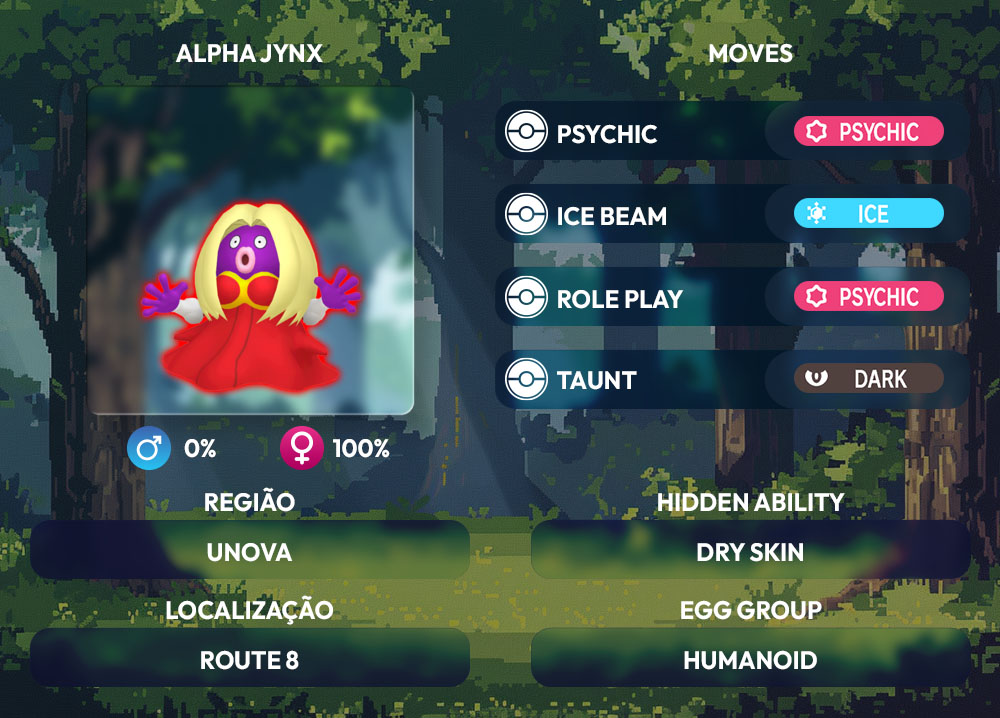 ALPHA JYNX
0%
100%
REGIÃO
UNOVA
LOCALIZAÇÃO
ROUTE 8
MOVES
PSYCHIC PSYCHIC
ICE BEAM ICE
ROLE PLAY PSYCHIC
TAUNT DARK
HIDDEN ABILITY
DRY SKIN
EGG GROUP
HUMANOID